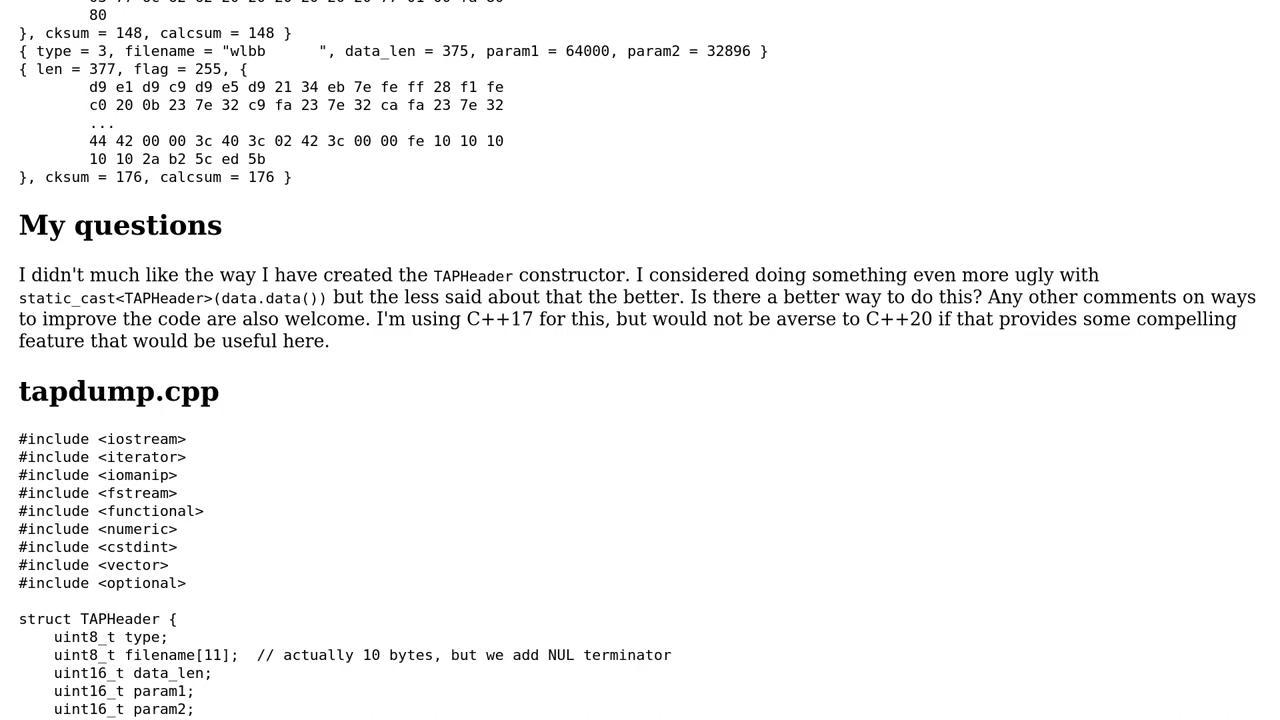 80
}, cksum = 148, calcsum = 148 }
{ type = 3, filename = "wlbb      ", data_len = 375, param1 = 64000, param2 = 32896 }
{ len = 377, flag = 255, {
        d9 e1 d9 c9 d9 e5 d9 21 34 eb 7e fe ff 28 f1 fe
        c0 20 0b 23 7e 32 c9 fa 23 7e 32 ca fa 23 7e 32
        ...
        44 42 00 00 3c 40 3c 02 42 3c 00 00 fe 10 10 10
        10 10 2a b2 5c ed 5b
}, cksum = 176, calcsum = 176 }
My questions
I didn't much like the way I have created the TAPHeader constructor. I considered doing something even more ugly with
static_cast<TAPHeader>(data.data()) but the less said about that the better. Is there a better way to do this? Any other comments on ways
to improve the code are also welcome. I'm using C++17 for this, but would not be averse to C++20 if that provides some compelling
feature that would be useful here.
tapdump.cpp
#include <iostream>
#include <iterator>
#include <iomanip>
#include <fstream>
#include <functional>
#include <numeric>
#include <cstdint>
#include <vector>
#include <optional>
struct TAPHeader {
    uint8_t type;
    uint8_t filename[11];  // actually 10 bytes, but we add NUL terminator
    uint16_t data_len;
    uint16_t param1;
    uint16_t param2;